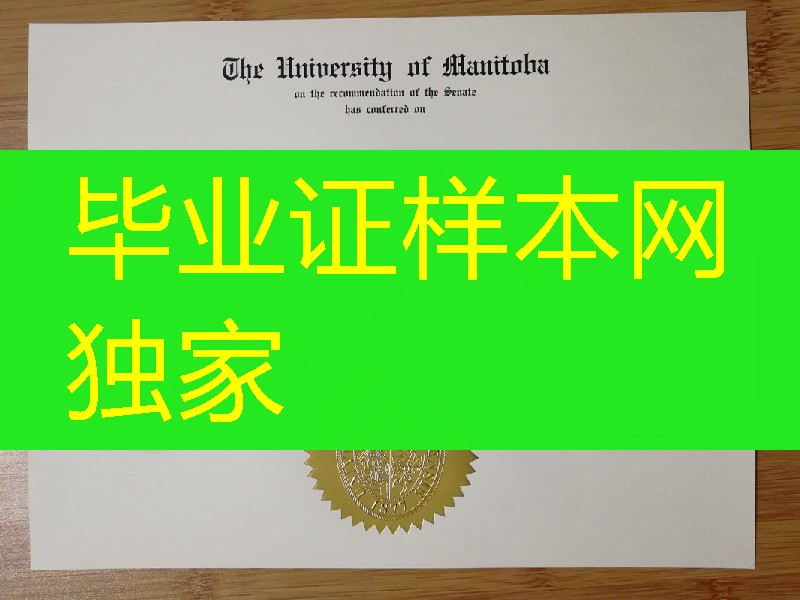 The University of Manitoba
on the recommendation of the Senate
has conferred on
毕业证样本网
独家
1877